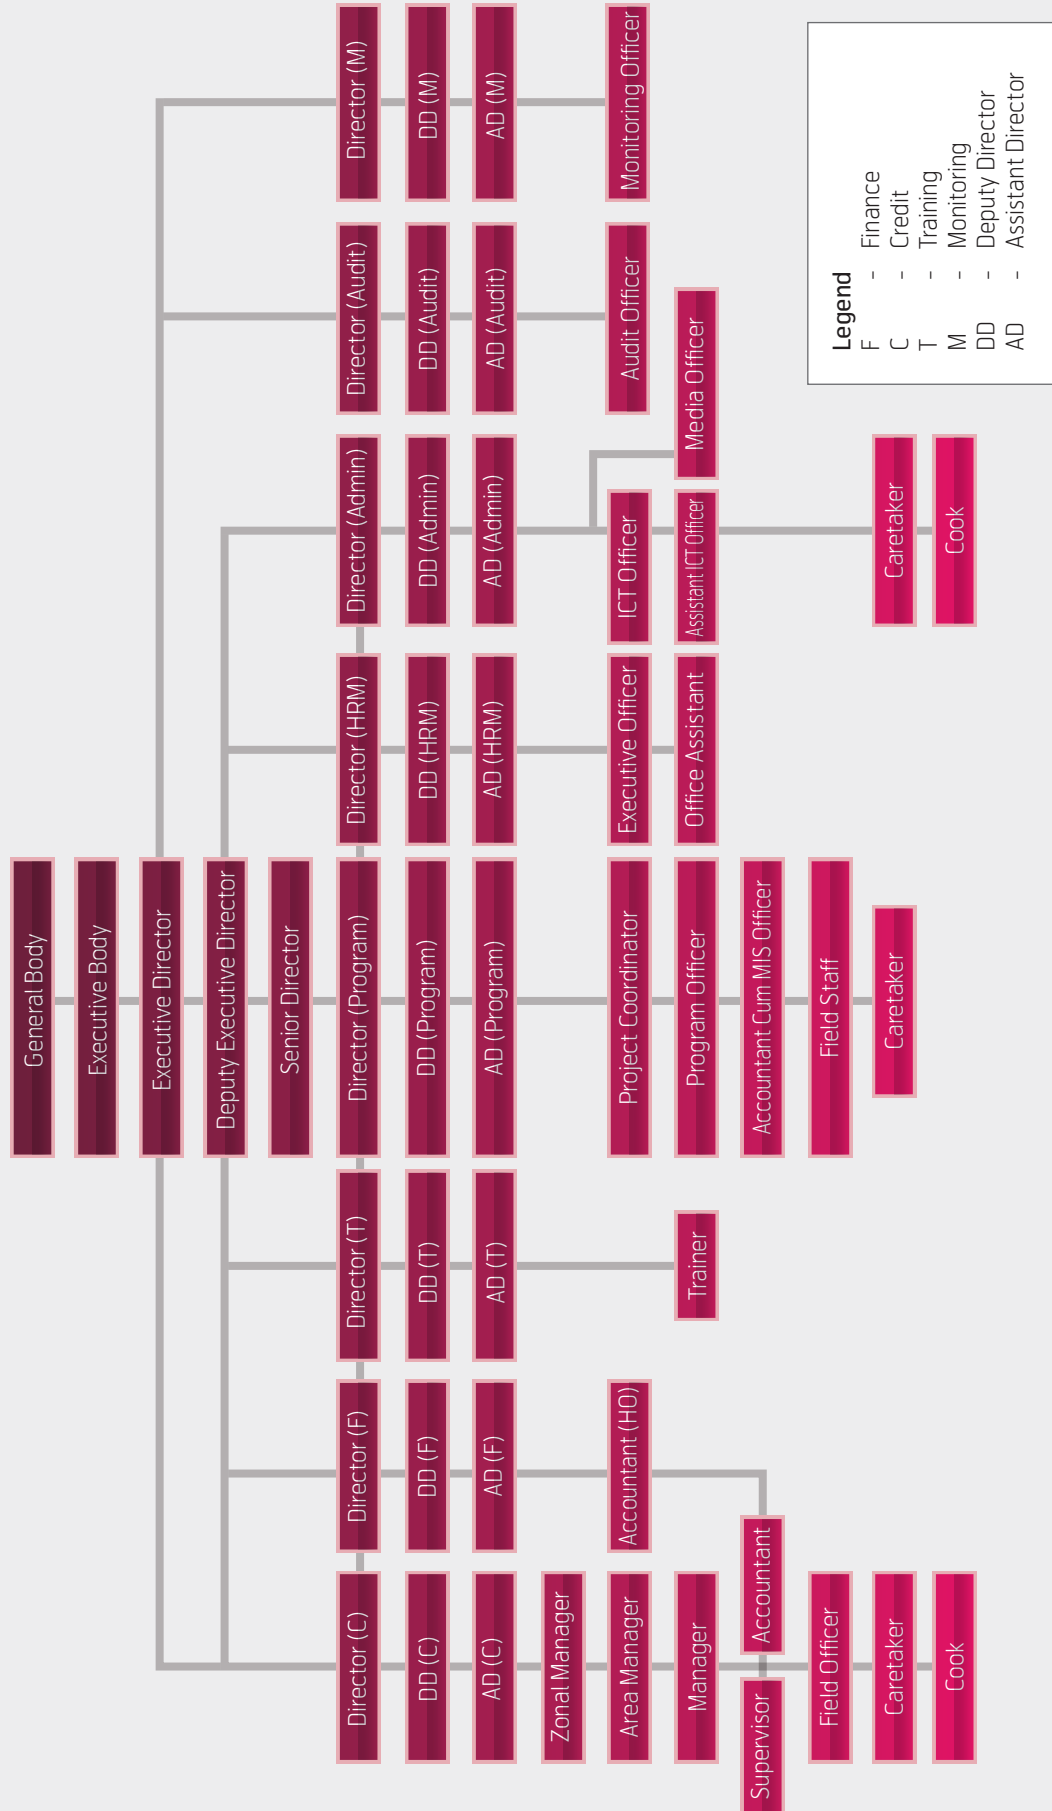 General Body
Executive Body
Executive Director
Deputy Executive Director
Senior Director
Director (C)
Director (F)
Director (T)
Director (Program)
Director (HRM)
Director (Admin)
Director (Audit)
Director (M)
DD (C)
DD (F)
DD (T)
DD (Program)
DD (HRM)
DD (Admin)
DD (Audit)
DD (M)
AD (C)
AD (F)
AD (T)
AD (Program)
AD (HRM)
AD (Admin)
AD (Audit)
AD (M)
Zonal Manager
Area Manager
Accountant (HO)
Project Coordinator
Executive Officer
ICT Officer
Audit Officer
Monitoring Officer
Manager
Trainer
Program Officer
Office Assistant
Assistant ICT Officer
Media Officer
Supervisor
Accountant
Accountant Cum MIS Officer
Field Officer
Field Staff
Caretaker
Caretaker
Caretaker
Cook
Cook
Legend
F - Finance
C - Credit
T - Training
M - Monitoring
DD - Deputy Director
AD - Assistant Director